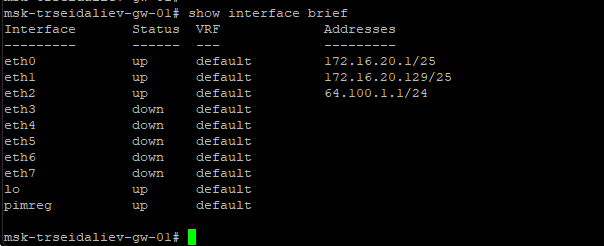 msk-trseidaliev-gw-01# show interface brief
Interface       Status  VRF             Addresses
---------       ------  ---             ---------
eth0            up      default         172.16.20.1/25
eth1            up      default         172.16.20.129/25
eth2            up      default         64.100.1.1/24
eth3            down    default
eth4            down    default
eth5            down    default
eth6            down    default
eth7            down    default
lo              up      default
pimreg          up      default
msk-trseidaliev-gw-01#